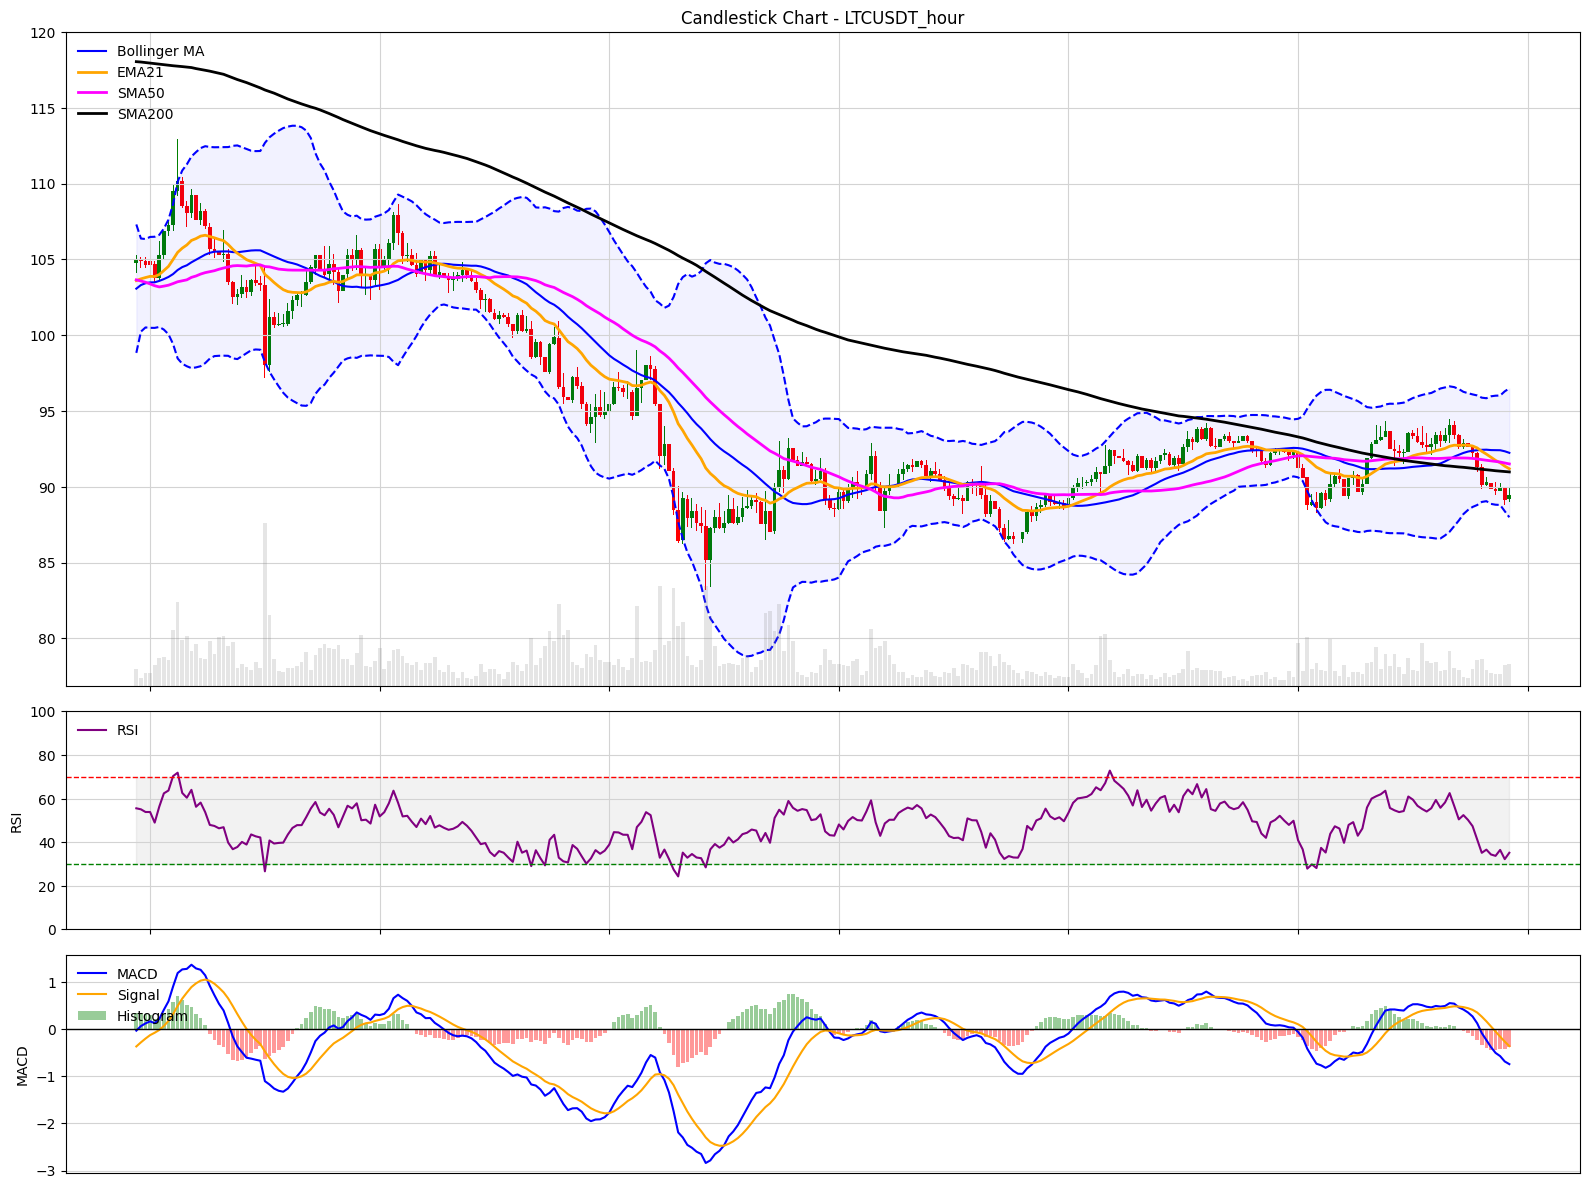 Candlestick Chart - LTCUSDT_hour
120
115
110
105
100
95
90
85
80
Bollinger MA
EMA21
SMA50
SMA200
100
80
60
40
20
0
RSI
RSI
1
0
−1
−2
−3
MACD
MACD
Signal
Histogram